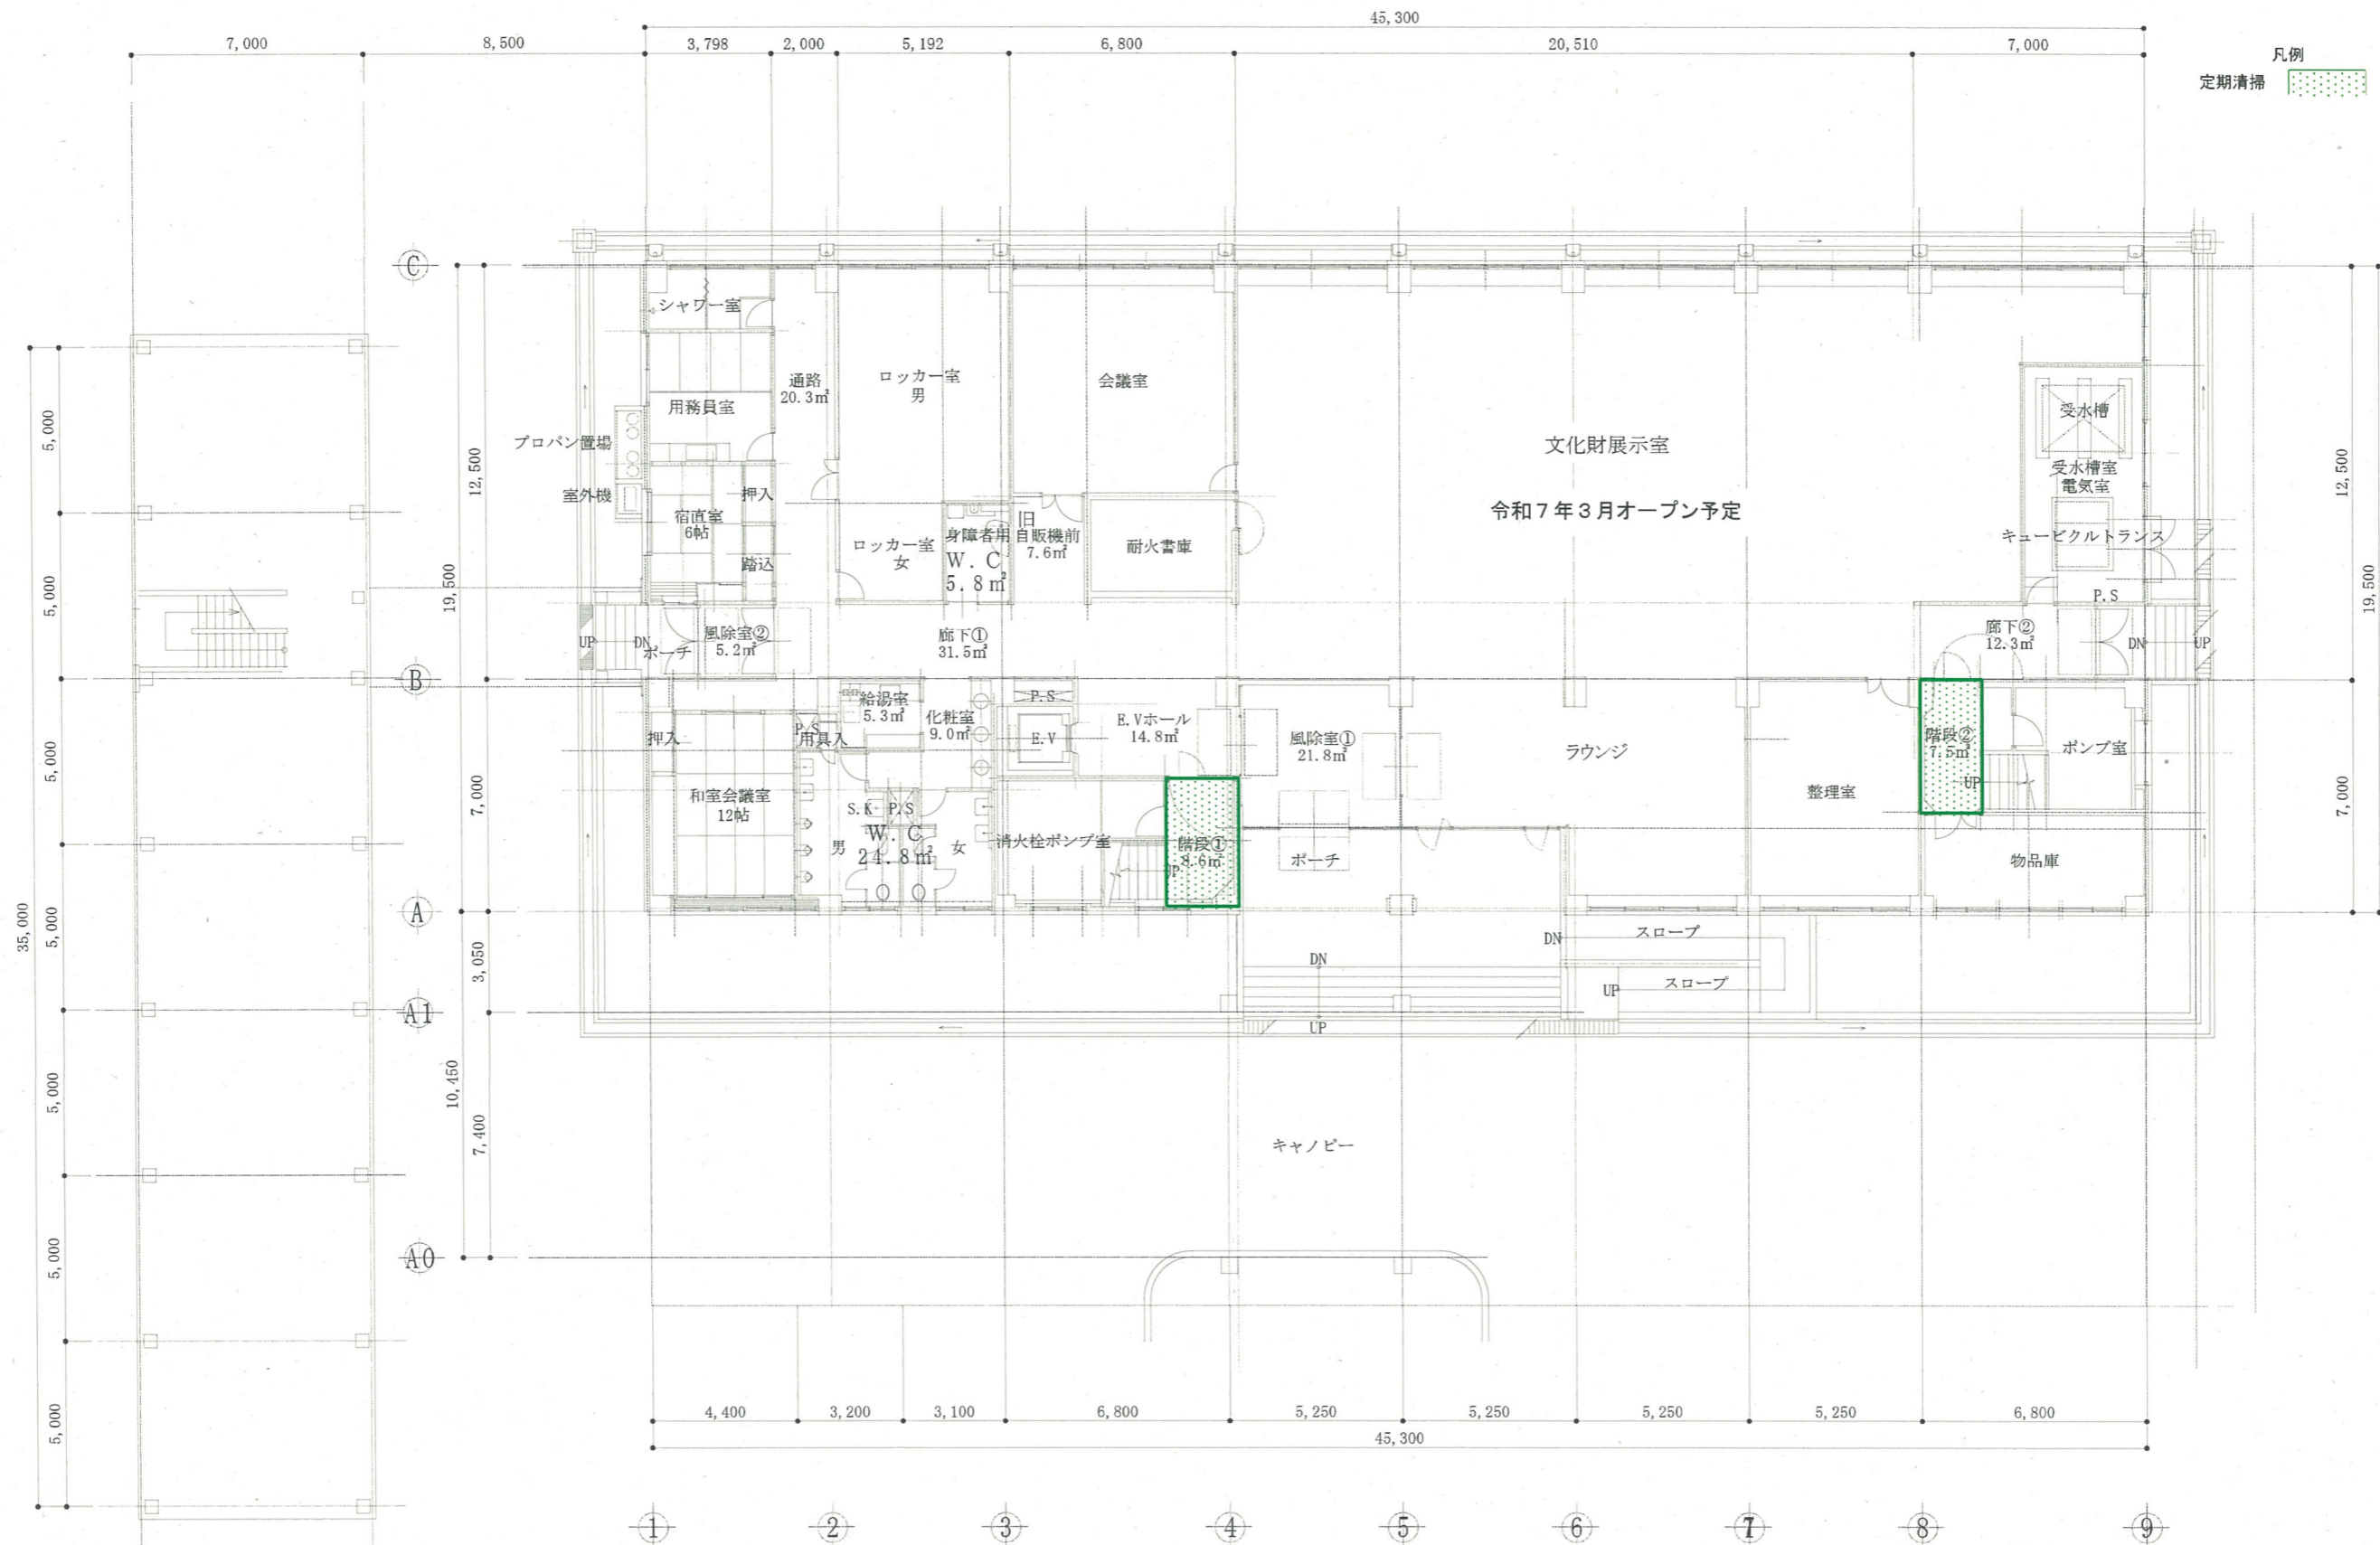 45,300
7,000
8,500
3,798
2,000
5,192
6,800
20,510
7,000
凡例
定期清掃
C
シャワー室
通路
20.3㎡
ロッカー室
男
会議室
用務員室
受水槽
プロパン置場
文化財展示室
受水槽室
電気室
室外機
押入
令和7年3月オープン予定
宿直室
6帖
旧
自販機前
7.6㎡
身障者用
W.C
5.8㎡
耐火書庫
キュービクルトランス
ロッカー室
女
踏込
P.S
UP
DN
ポーチ
風除室②
5.2㎡
廊下①
31.5㎡
廊下②
12.3㎡
DN
UP
B
給湯室
5.3㎡
P.S
化粧室
9.0㎡
E.V
E.Vホール
14.8㎡
風除室①
21.8㎡
ラウンジ
階段②
7.5㎡
ポンプ室
押入
P.S
用具入
UP
和室会議室
12帖
整理室
S.K
P.S
男
W.C
24.8㎡
女
消火栓ポンプ室
階段①
8.6㎡
UP
ポーチ
物品庫
A
DN
スロープ
DN
スロープ
UP
UP
A1
キャノピー
A0
5,000
5,000
5,000
5,000
5,000
5,000
5,000
35,000
12,500
19,500
7,000
3,050
10,450
7,400
12,500
19,500
7,000
4,400
3,200
3,100
6,800
5,250
5,250
5,250
5,250
6,800
45,300
1
2
3
4
5
6
7
8
9